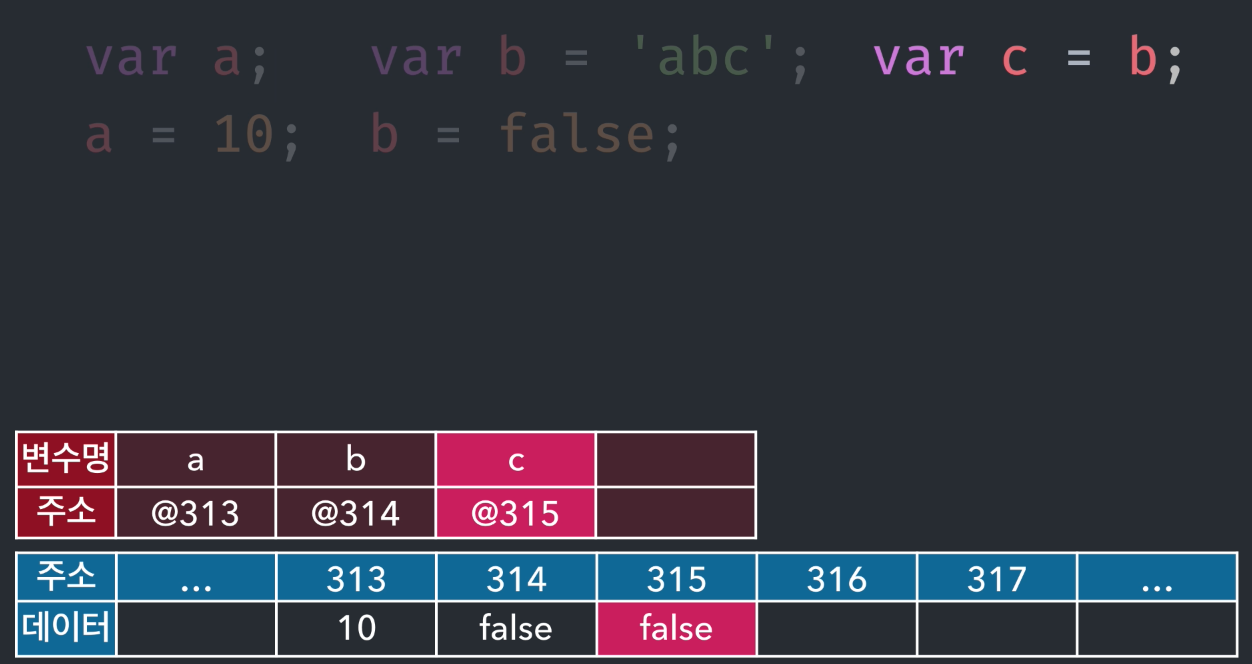 var a; var b = 'abc'; var c = b;
a = 10; b = false;
변수명 a b c
주소 @313 @314 @315
주소 ... 313 314 315 316 317 ...
데이터 10 false false